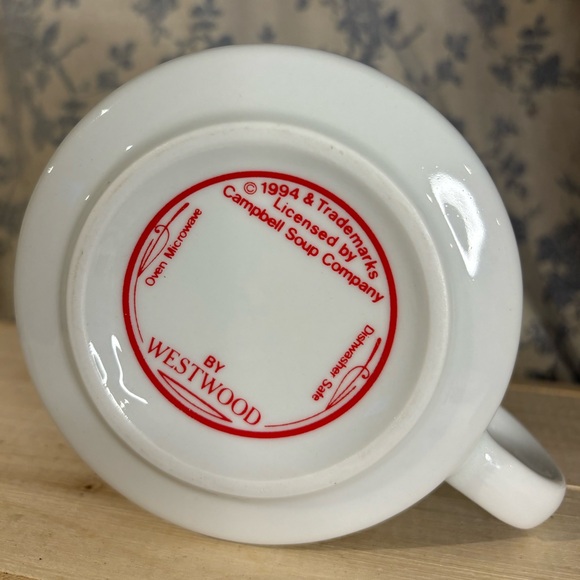 © 1994 & Trademarks
Licensed by
Campbell Soup Company
Oven Microwave
Dishwasher Safe
BY
WESTWOOD